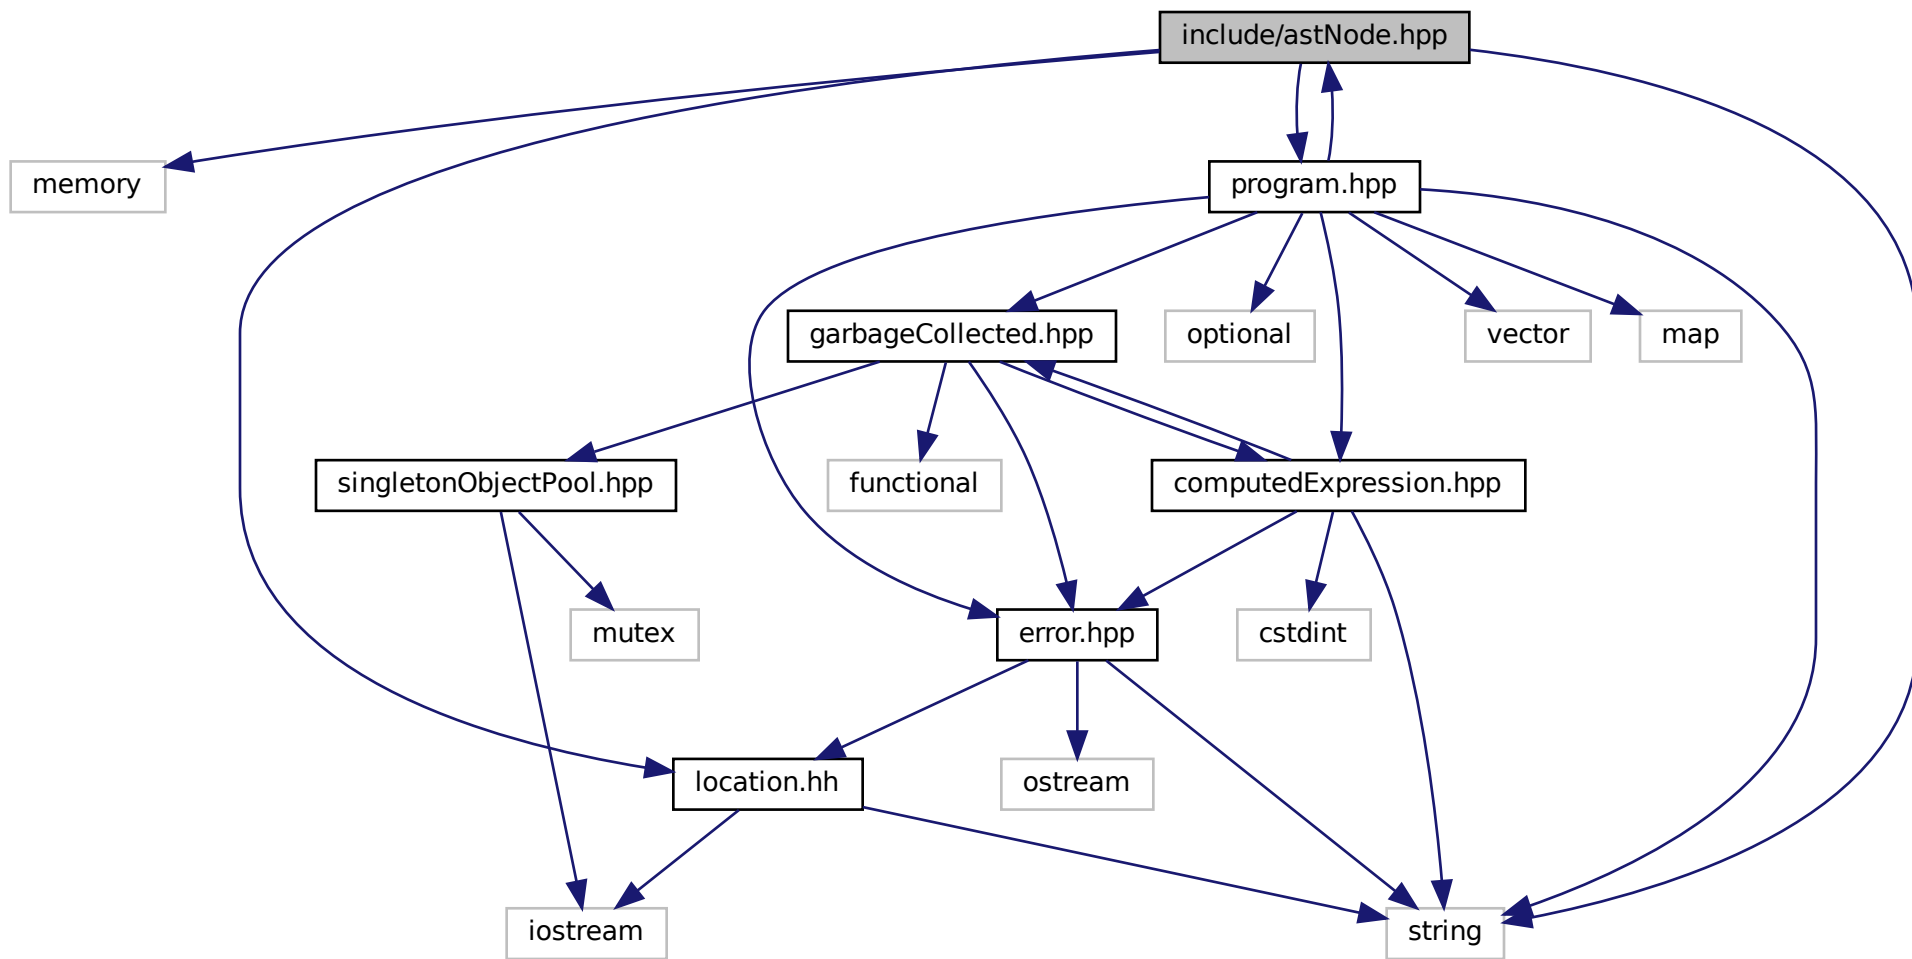 include/astNode.hpp
memory
program.hpp
garbageCollected.hpp
optional
vector
map
singletonObjectPool.hpp
functional
computedExpression.hpp
mutex
error.hpp
cstdint
location.hh
ostream
iostream
string